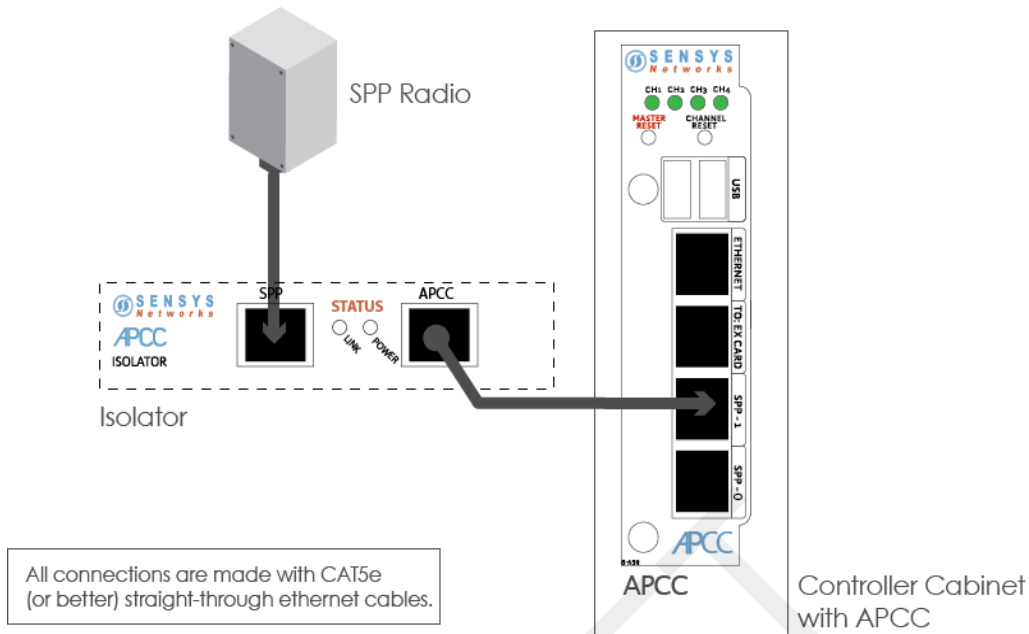 SPP Radio
SENSYS
Networks
APCC
ISOLATOR
SPP
STATUS
LINK
POWER
APCC
Isolator
SENSYS
Networks
CH1 CH2 CH3 CH4
MASTER
RESET
CHANNEL
RESET
USB
ETHERNET
TO: EX CARD
SPP - 1
SPP - 0
APCC
APCC
Controller Cabinet
with APCC
All connections are made with CAT5e
(or better) straight-through ethernet cables.